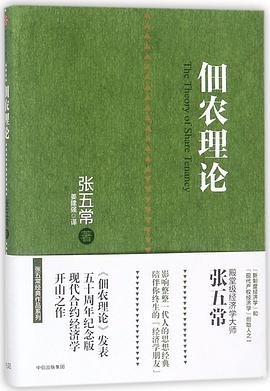 佃农理论
The Theory of Share Tenancy
张五常
著
姜建强
译
“新制度经济学”和
“现代产权经济学”创始人之一
殿堂级经济学大师
张五常
影响整整一代人的思想经典
陪伴你终生的“经济学朋友”
《佃农理论》发表
五十周年纪念版
现代合约经济学
开山之作
张五常经典作品系列
中信出版集团
佃农理论
张五常
著